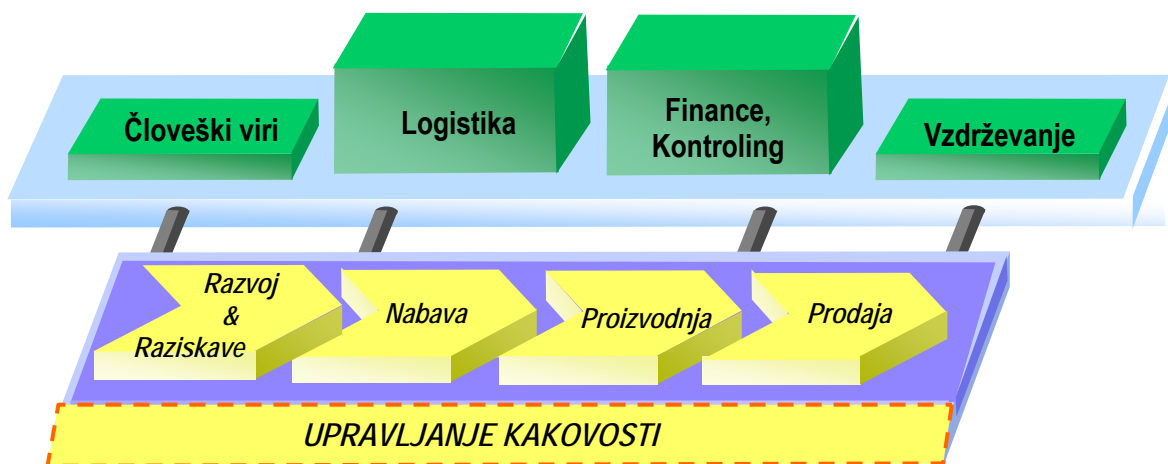 Človeški viri
Logistika
Finance,
Kontroling
Vzdrževanje
Razvoj
&
Raziskave
Nabava
Proizvodnja
Prodaja
UPRAVLJANJE KAKOVOSTI